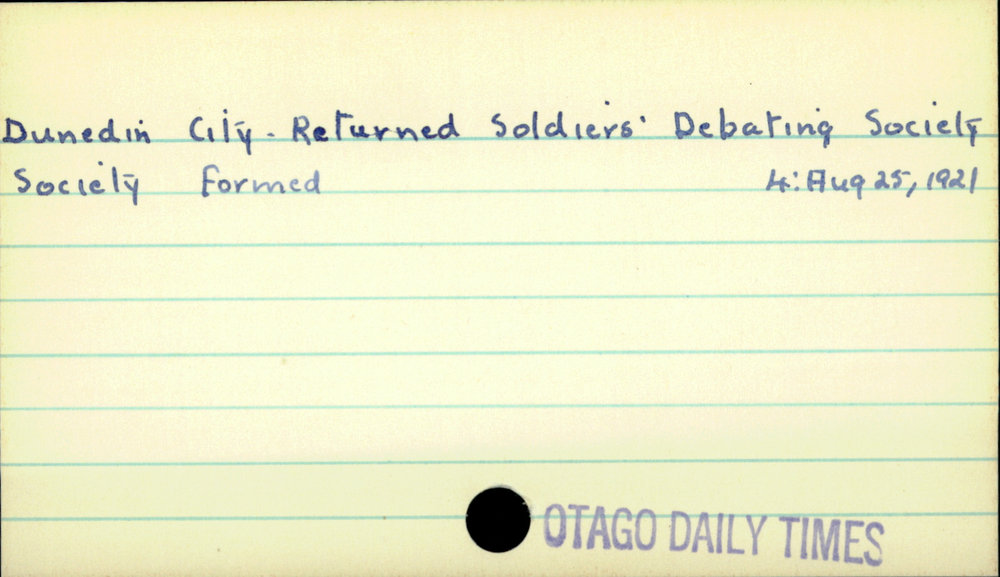 Dunedin City - Returned Soldiers' Debating Society
Society Formed 4: Aug 25, 1921
OTAGO DAILY TIMES